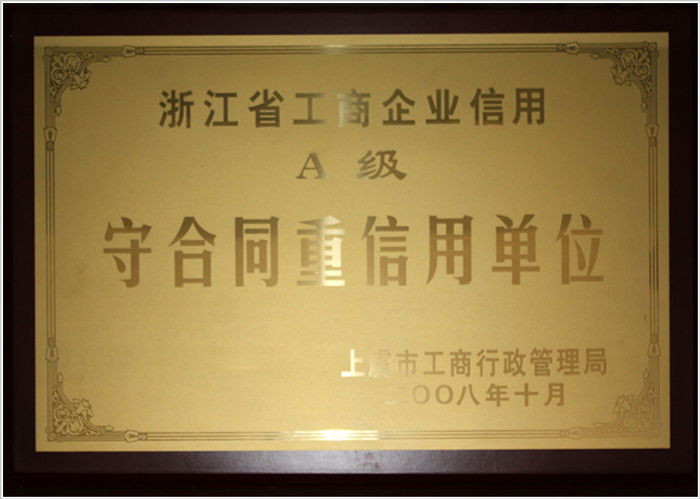 浙江省工商企业信用
A 级
守合同重信用单位
上虞市工商行政管理局
二〇〇八年十月